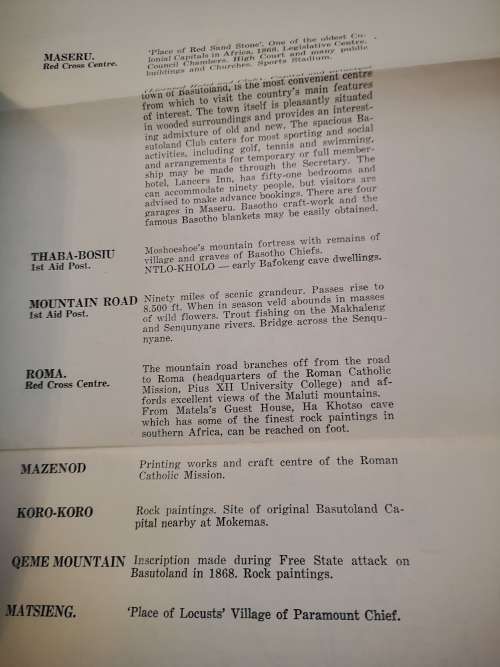 MASERU.
Red Cross Centre.
'Place of Red Sand Stone'. One of the oldest Co-
lonial Capitals in Africa, 1868. Legislative Centre.
Council Chambers. High Court and many public
buildings and Churches. Sports Stadium.
town of Basutoland, is the most convenient centre
from which to visit the country's main features
of interest. The town itself is pleasantly situated
in wooded surroundings and provides an interest-
ing admixture of old and new. The spacious Ba-
sutoland Club caters for most sporting and social
activities, including golf, tennis and swimming,
and arrangements for temporary or full member-
ship may be made through the Secretary. The
hotel, Lancers Inn, has fifty-one bedrooms and
can accommodate ninety people, but visitors are
advised to make advance bookings. There are four
garages in Maseru. Basotho craft-work and the
famous Basotho blankets may be easily obtained.
THABA-BOSIU
1st Aid Post.
Moshoeshoe's mountain fortress with remains of
village and graves of Basotho Chiefs.
NTLO-KHOLO — early Bafokeng cave dwellings.
MOUNTAIN ROAD
1st Aid Post.
Ninety miles of scenic grandeur. Passes rise to
8.500 ft. When in season veld abounds in masses
of wild flowers. Trout fishing on the Makhaleng
and Senqunyane rivers. Bridge across the Senqu-
nyane.
ROMA.
Red Cross Centre.
The mountain road branches off from the road
to Roma (headquarters of the Roman Catholic
Mission, Pius XII University College) and af-
fords excellent views of the Maluti mountains.
From Matela's Guest House, Ha Khotso cave
which has some of the finest rock paintings in
southern Africa, can be reached on foot.
MAZENOD
Printing works and craft centre of the Roman
Catholic Mission.
KORO-KORO
Rock paintings. Site of original Basutoland Ca-
pital nearby at Mokemas.
QEME MOUNTAIN
Inscription made during Free State attack on
Basutoland in 1868. Rock paintings.
MATSIENG.
'Place of Locusts' Village of Paramount Chief.